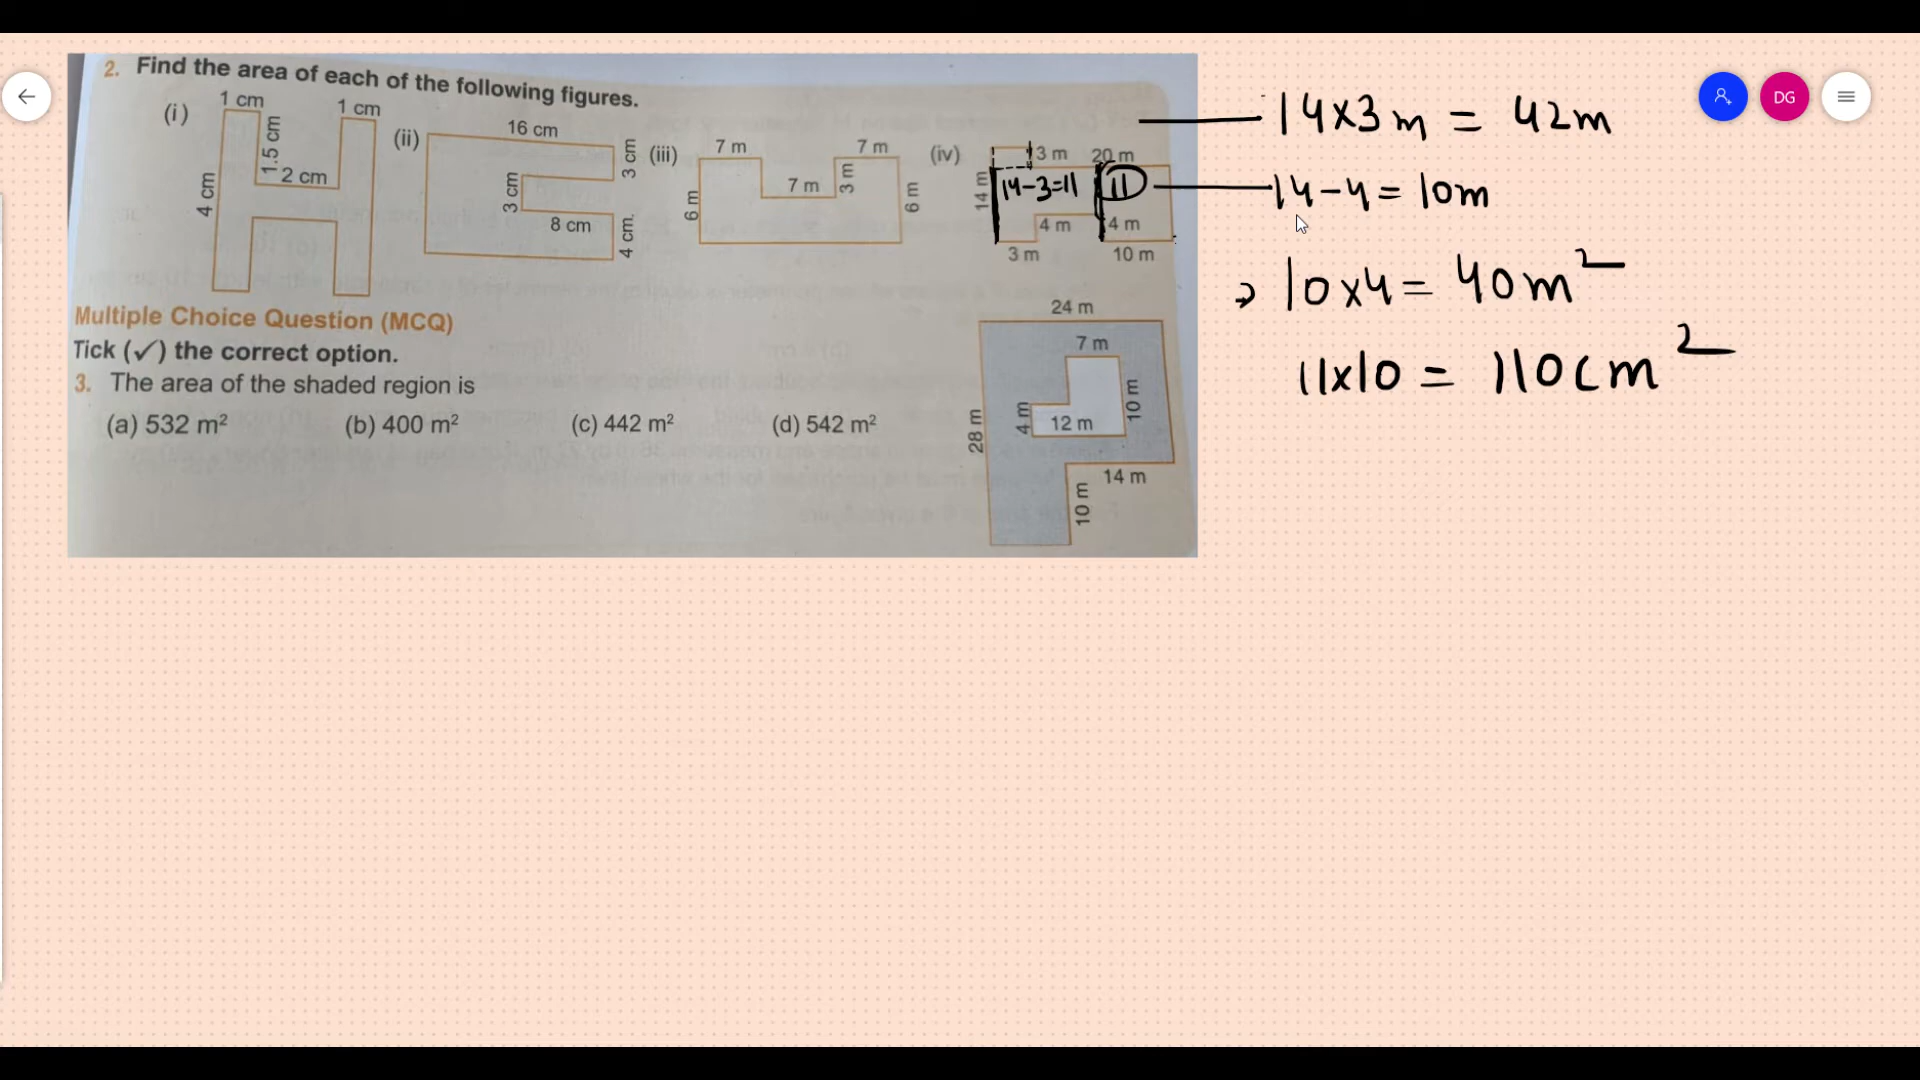 2. Find the area of each of the following figures.
(i) 1 cm 1 cm 1.5 cm 2 cm 4 cm
(ii) 16 cm 3 cm 3 cm 8 cm 4 cm.
(iii) 7 m 7 m 7 m 3 m 6 m 6 m
(iv) 3 m 20 m 14 m 14-3=11 11 4 m 4 m 3 m 10 m
Multiple Choice Question (MCQ)
Tick (✓) the correct option.
3. The area of the shaded region is
(a) 532 m² (b) 400 m² (c) 442 m² (d) 542 m²
24 m
7 m
10 m
4 m
12 m
28 m
14 m
10 m
14x3m = 42m
14-4=10m
→ 10x4= 40m²
11x10 = 110cm²
DG